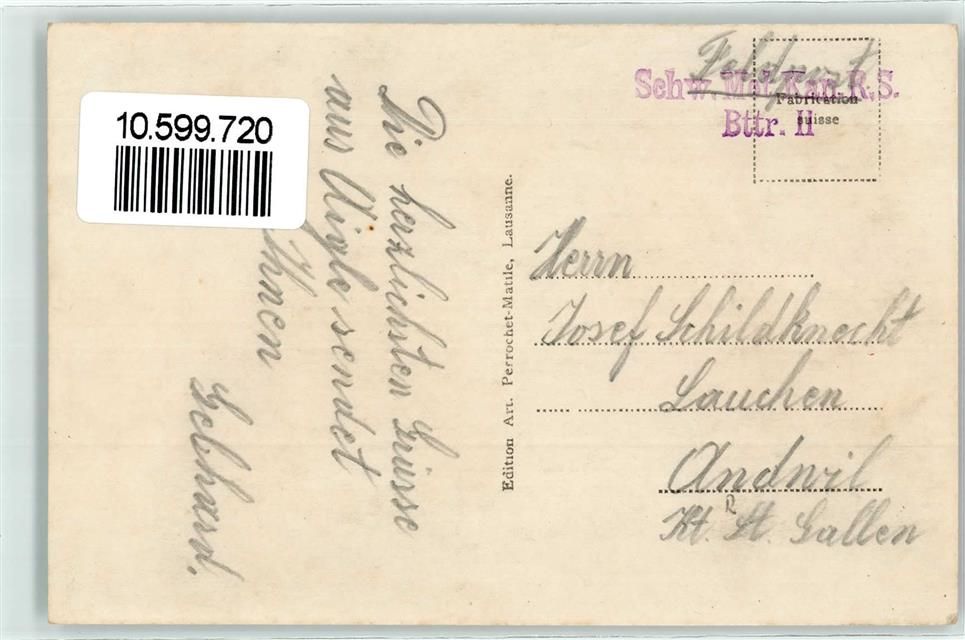 10.599.720
Die herzlichsten Grüsse
aus Aigle sendet
Ihnen
Gebhard.
Edition Art. Perrochet-Matile, Lausanne.
Feldpost
Schw. Mot. Kan. R.S.
Bttr. II
Fabrication
suisse
Herrn
Josef Schildknecht
Lauchen
Andwil
Kt. St. Gallen